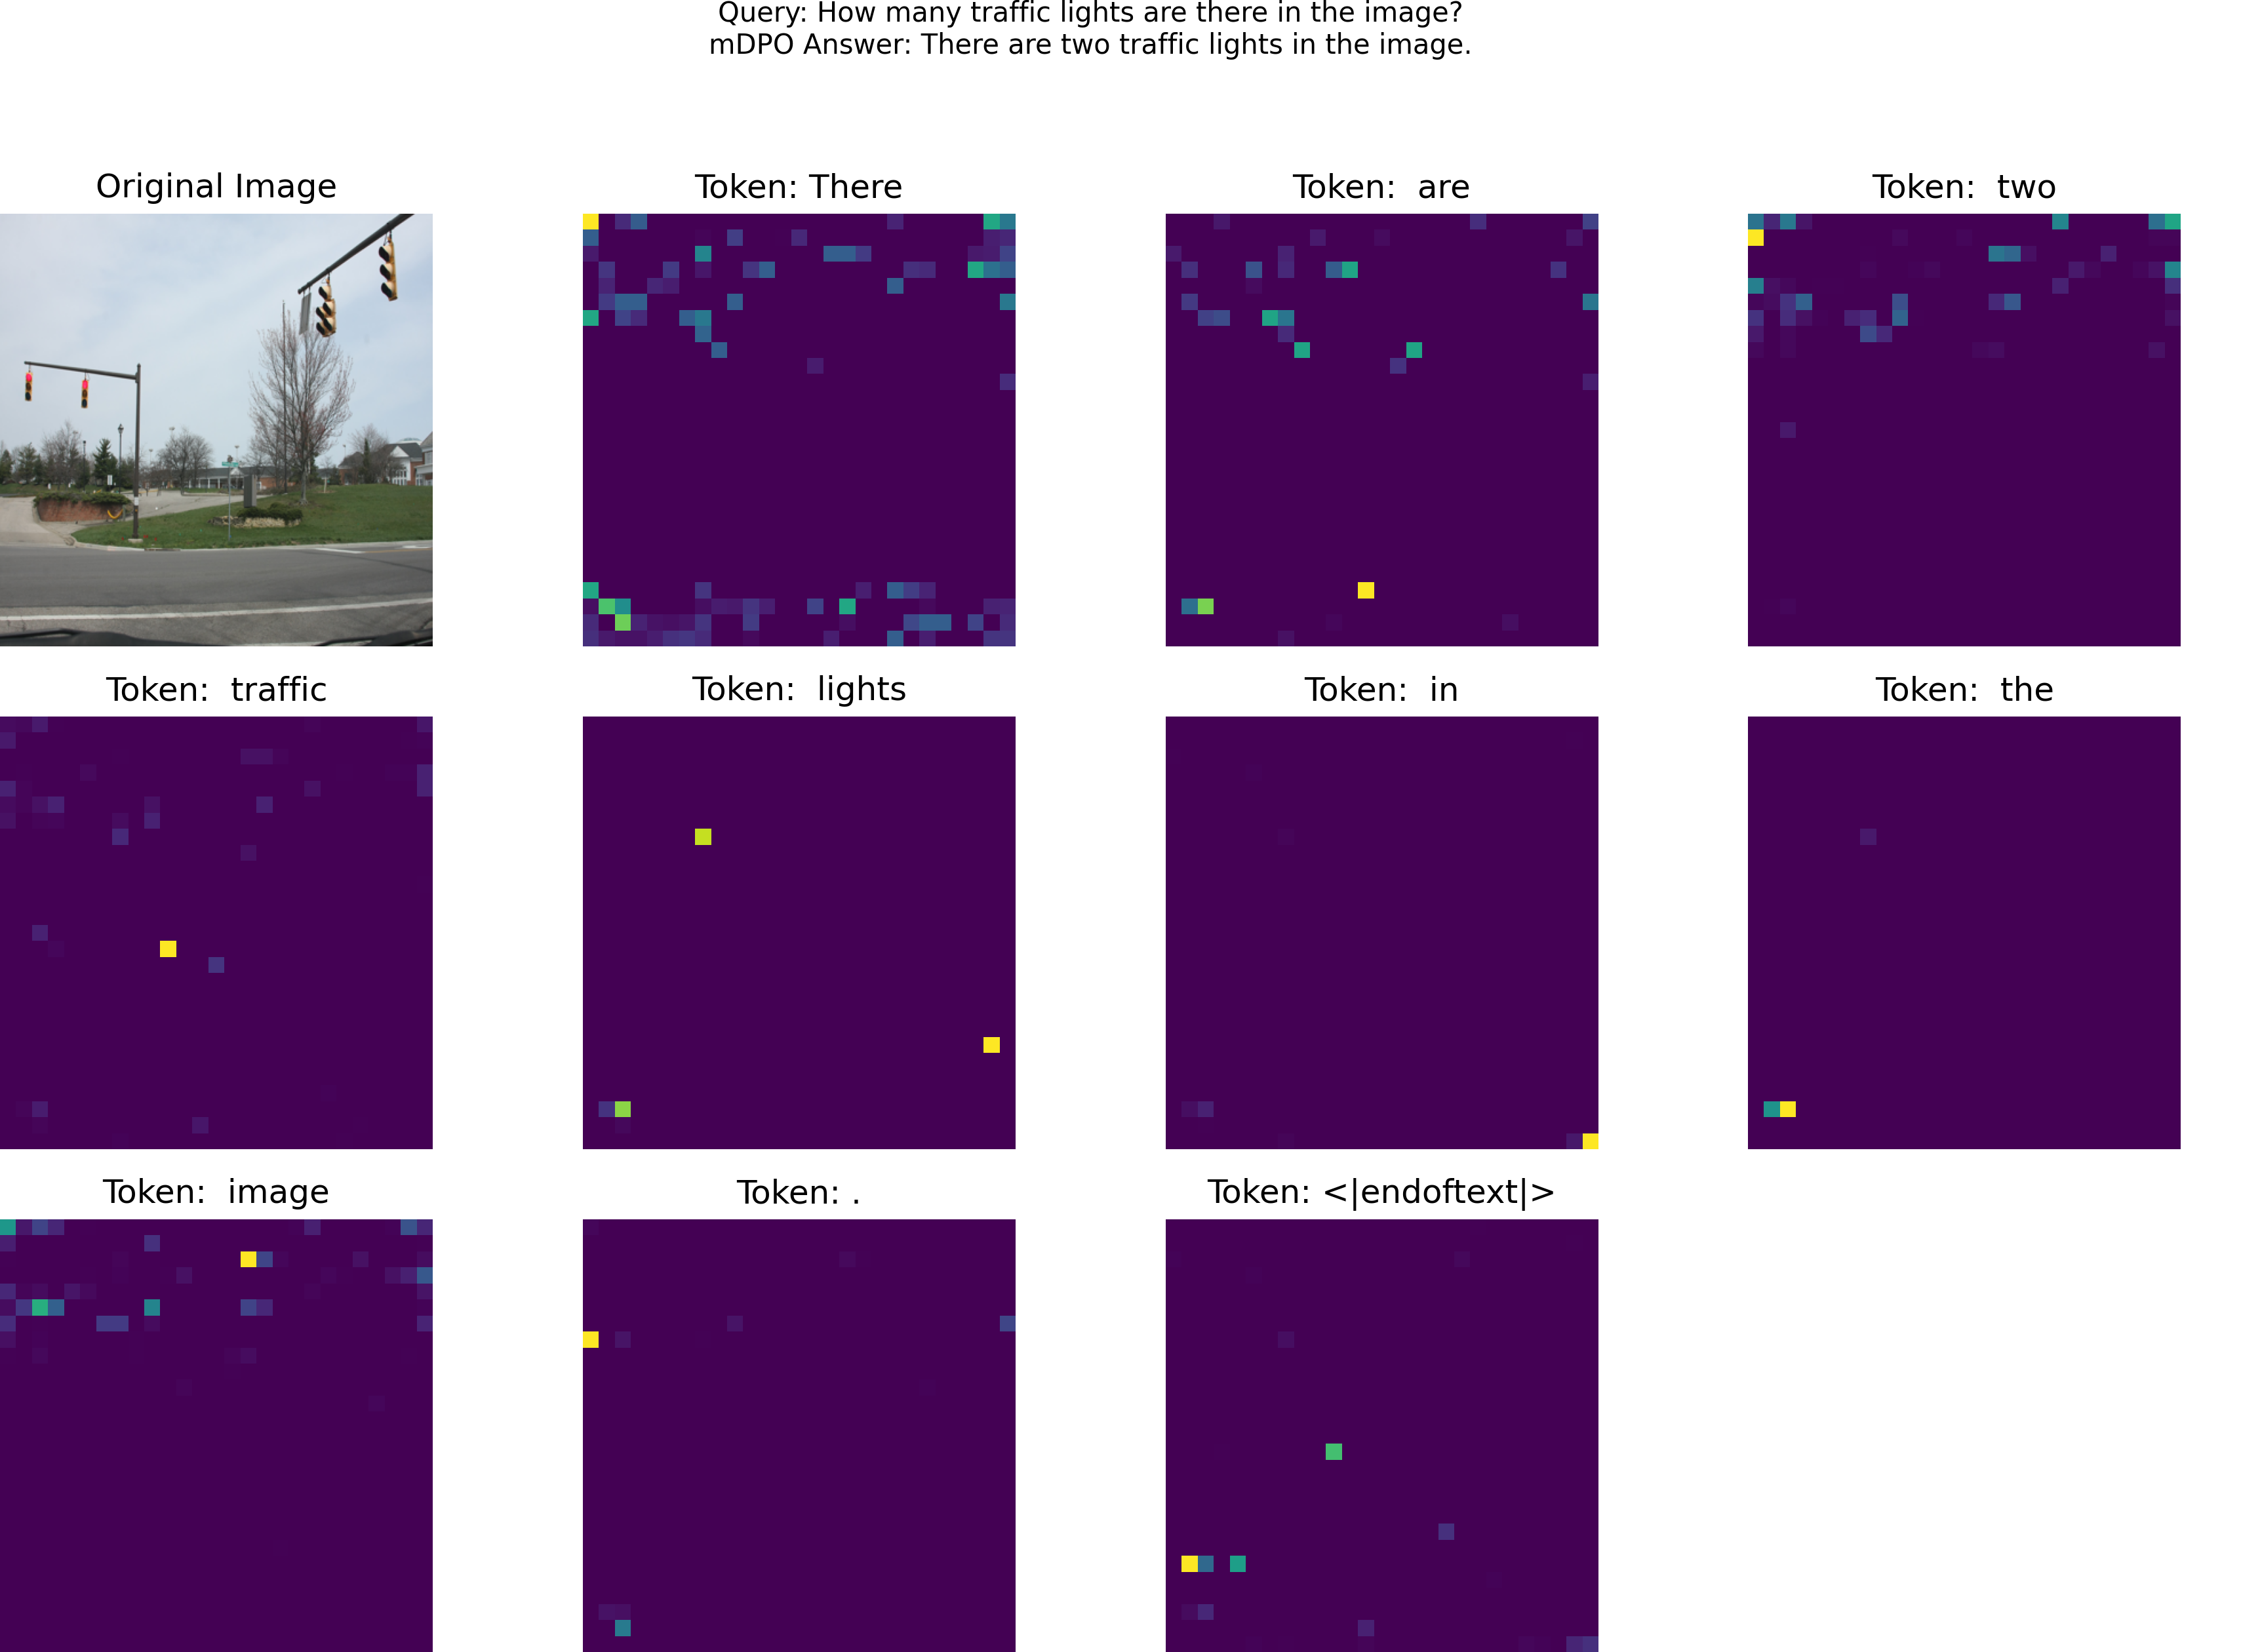 Query: How many traffic lights are there in the image?
mDPO Answer: There are two traffic lights in the image.
Original Image
Token: There
Token:  are
Token:  two
Token:  traffic
Token:  lights
Token:  in
Token:  the
Token:  image
Token: .
Token: <|endoftext|>